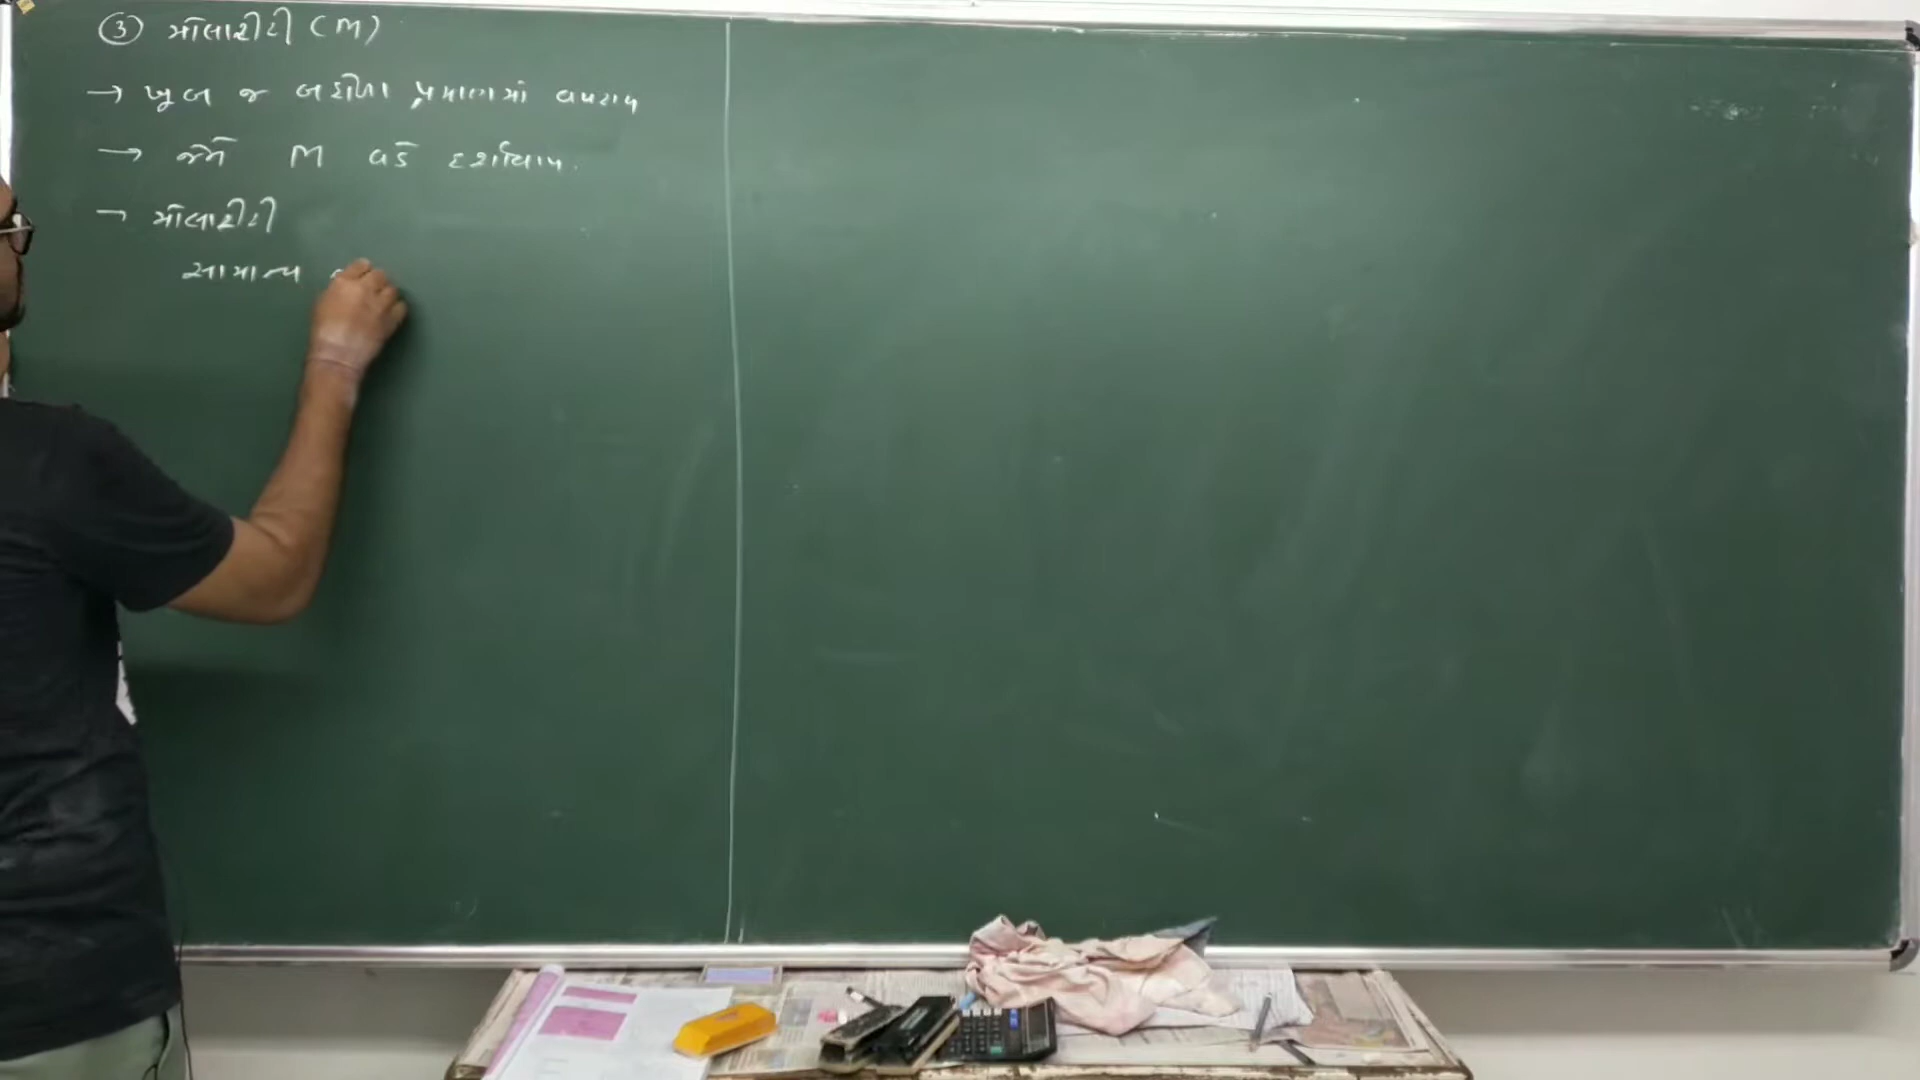 ③ મોલારીટી (M)
→ ખૂબ જ બહોળા પ્રમાણમાં વપરાય
→ જેને M વડે દર્શાવાય.
→ મોલારીટી
સામાન્ય